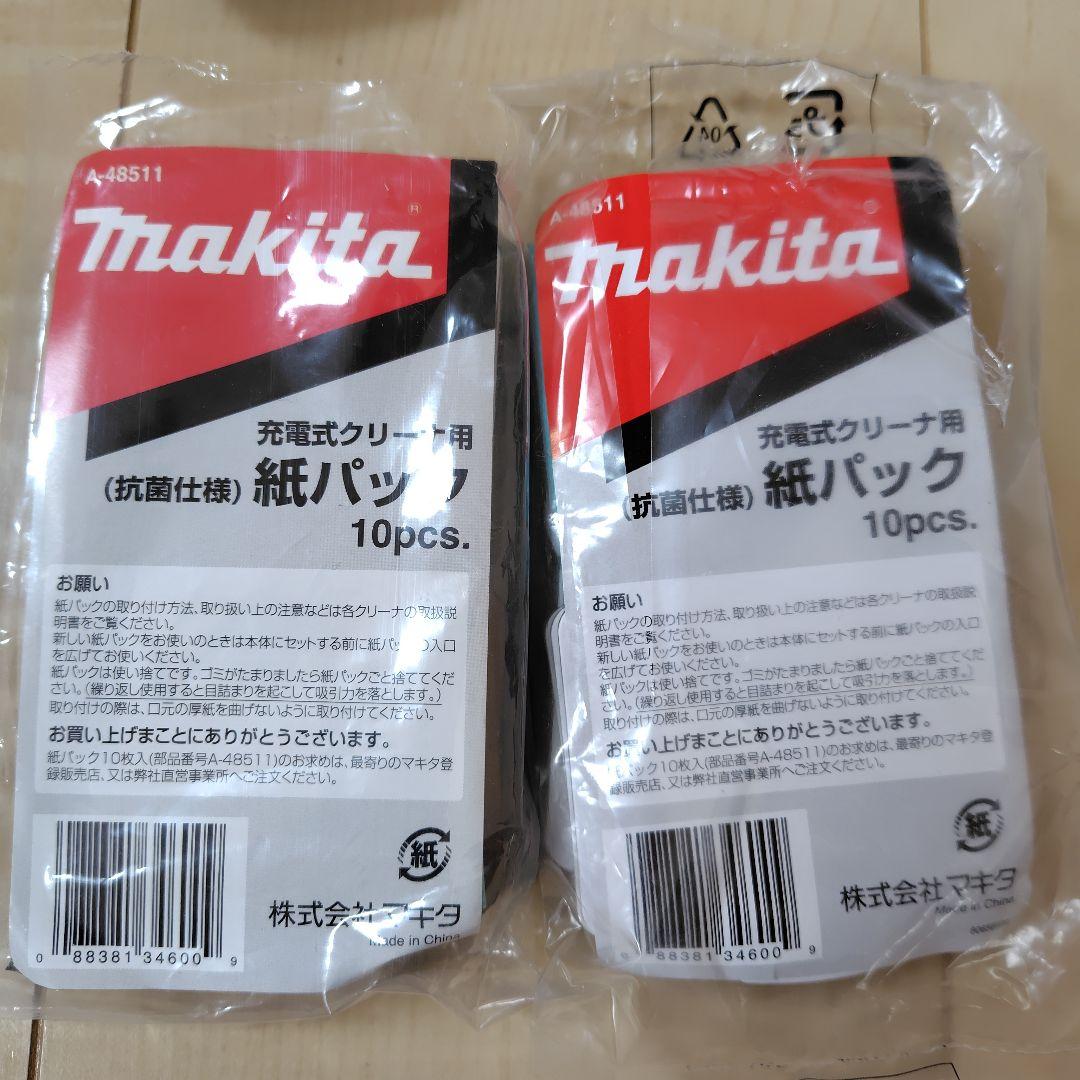 A-48511
makita
®
充電式クリーナ用
(抗菌仕様) 紙パック
10pcs.
お願い
紙パックの取り付け方法、取り扱い上の注意などは各クリーナの取扱説
明書をご覧ください。
新しい紙パックをお使いのときは本体にセットする前に紙パックの入口
を広げてお使いください。
紙パックは使い捨てです。ゴミがたまりましたら紙パックごと捨ててくだ
さい。(繰り返し使用すると目詰まりを起こして吸引力を落とします。)
取り付けの際は、口元の厚紙を曲げないように取り付けてください。
お買い上げまことにありがとうございます。
紙パック10枚入(部品番号A-48511)のお求めは、最寄りのマキタ登
録販売店、又は弊社直営事業所へご注文ください。
紙
株式会社マキタ
Made in China
0 88381 34600 9
A-48511
makita
充電式クリーナ用
(抗菌仕様) 紙パック
10pcs.
お願い
紙パックの取り付け方法、取り扱い上の注意などは各クリーナの取扱説
明書をご覧ください。
新しい紙パックをお使いのときは本体にセットする前に紙パックの入口
を広げてお使いください。
紙パックは使い捨てです。ゴミがたまりましたら紙パックごと捨ててくだ
さい。(繰り返し使用すると目詰まりを起こして吸引力を落とします。)
取り付けの際は、口元の厚紙を曲げないように取り付けてください。
お買い上げまことにありがとうございます。
紙パック10枚入(部品番号A-48511)のお求めは、最寄りのマキタ登
録販売店、又は弊社直営事業所へご注文ください。
紙
株式会社マキタ
Made in China
88381 34600 9